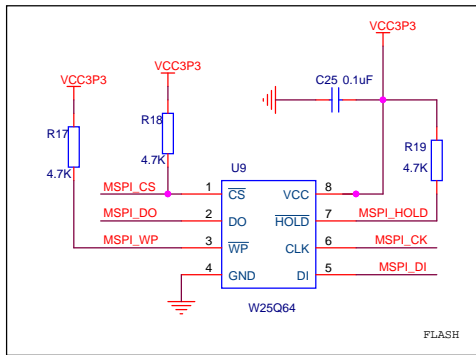 VCC3P3
VCC3P3
VCC3P3
C25 0.1uF
R17
4.7K
R18
4.7K
R19
4.7K
U9
MSPI_CS 1 CS VCC 8
MSPI_DO 2 DO HOLD 7 MSPI_HOLD
MSPI_WP 3 WP CLK 6 MSPI_CK
4 GND DI 5 MSPI_DI
W25Q64
FLASH